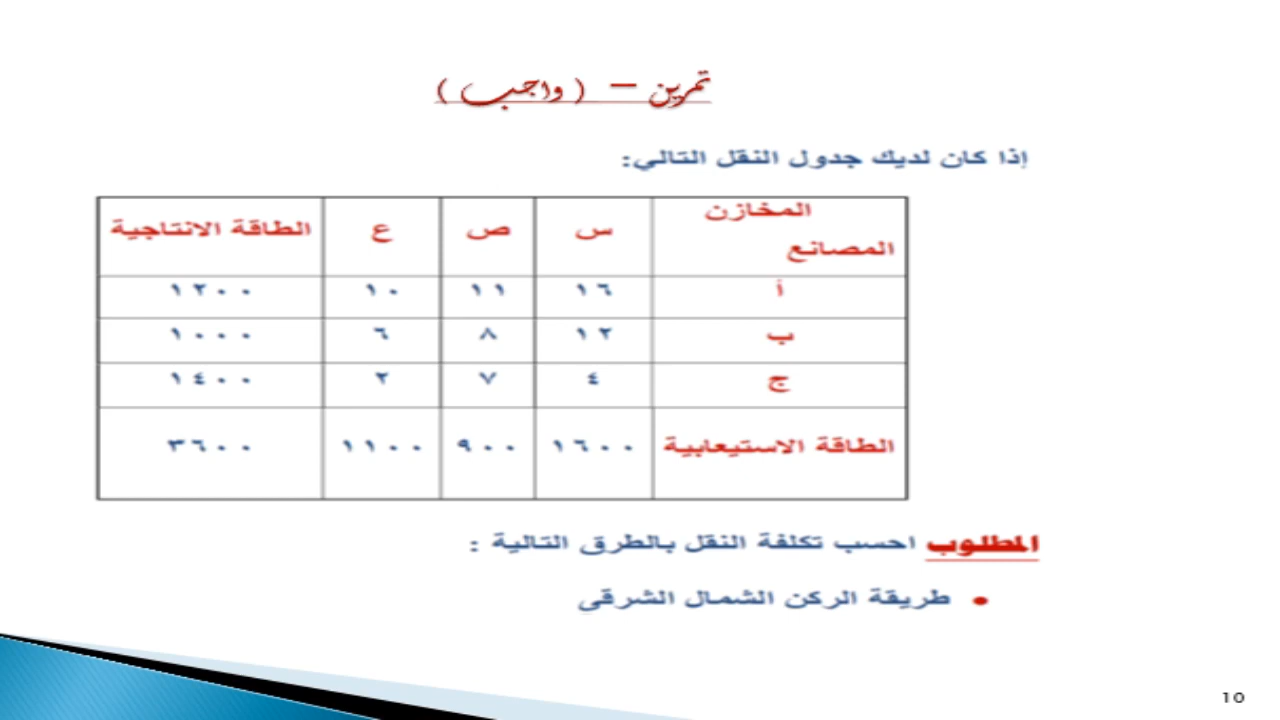 تمرين – ( واجب )
إذا كان لديك جدول النقل التالي:
المخازن
المصانع س ص ع الطاقة الانتاجية
أ ١٦ ١١ ١٠ ١٢٠٠
ب ١٢ ٨ ٦ ١٠٠٠
ج ٤ ٧ ٢ ١٤٠٠
الطاقة الاستيعابية ١٦٠٠ ٩٠٠ ١١٠٠ ٣٦٠٠
المطلوب احسب تكلفة النقل بالطرق التالية :
• طريقة الركن الشمال الشرقى
10